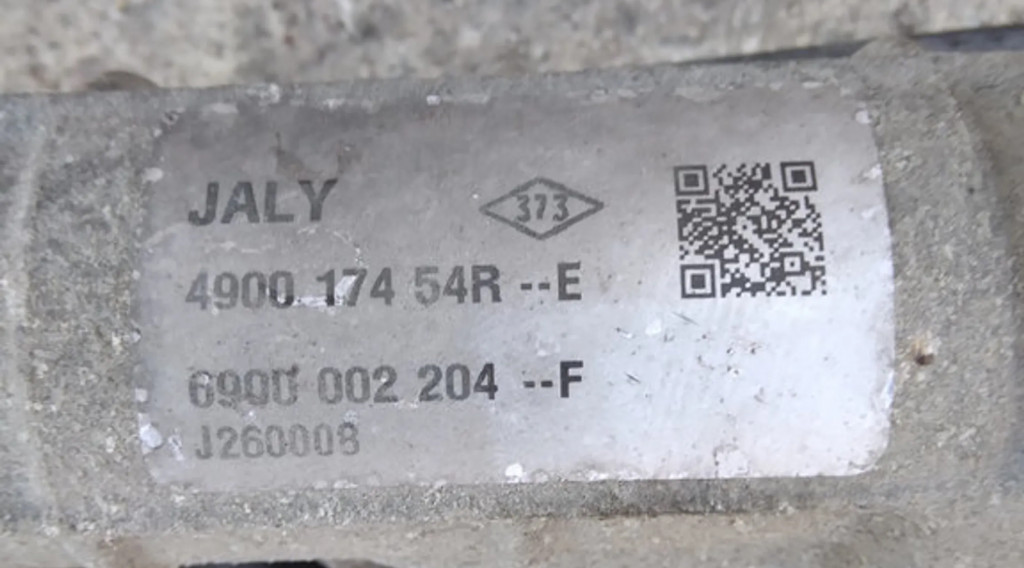 JALY
373
4900 174 54R --E
6900 002 204 --F
J260008